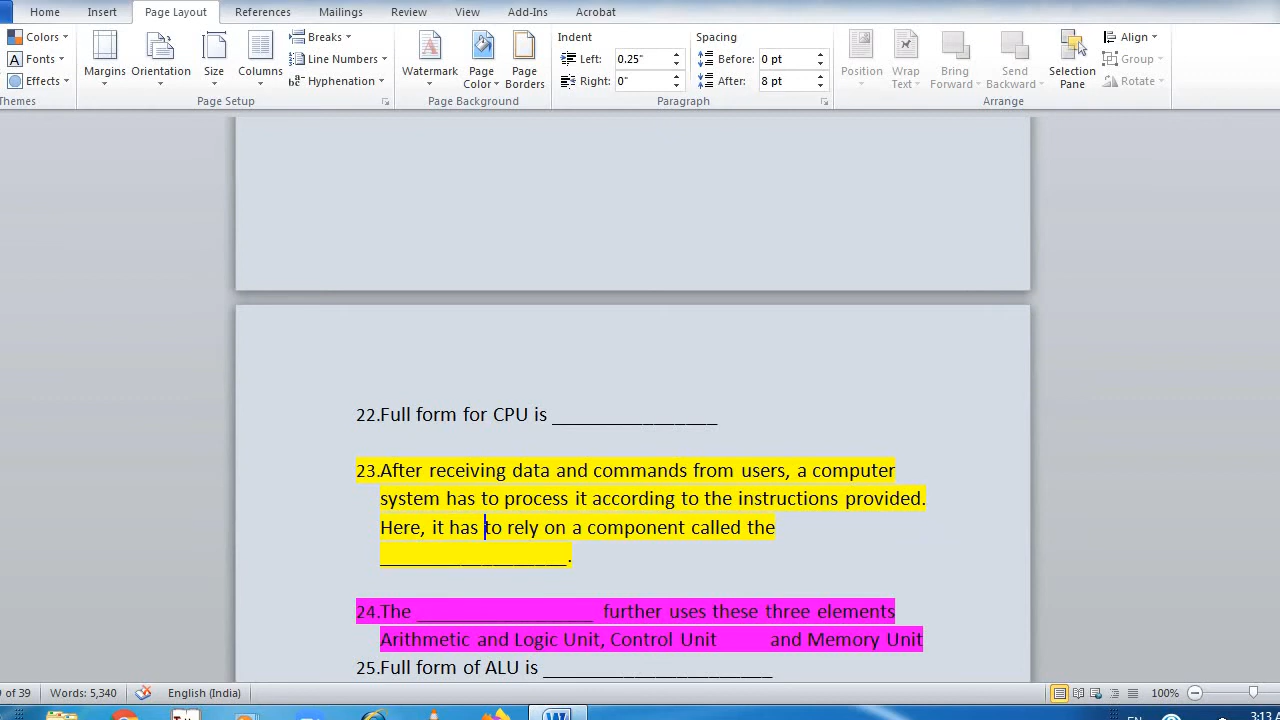 Home Insert Page Layout References Mailings Review View Add-Ins Acrobat
Colors Breaks Indent Spacing Align
Fonts Line Numbers Left: 0.25" Before: 0 pt Group
Effects Margins Orientation Size Columns Hyphenation Watermark Page Color Page Borders Right: 0" After: 8 pt Position Wrap Text Bring Forward Send Backward Selection Pane Rotate
Themes Page Setup Page Background Paragraph Arrange
22.Full form for CPU is _________________
23.After receiving data and commands from users, a computer
system has to process it according to the instructions provided.
Here, it has to rely on a component called the
___________________.
24.The __________________ further uses these three elements
Arithmetic and Logic Unit, Control Unit and Memory Unit
25.Full form of ALU is _______________________
of 39 Words: 5,340 English (India) 100%
EN